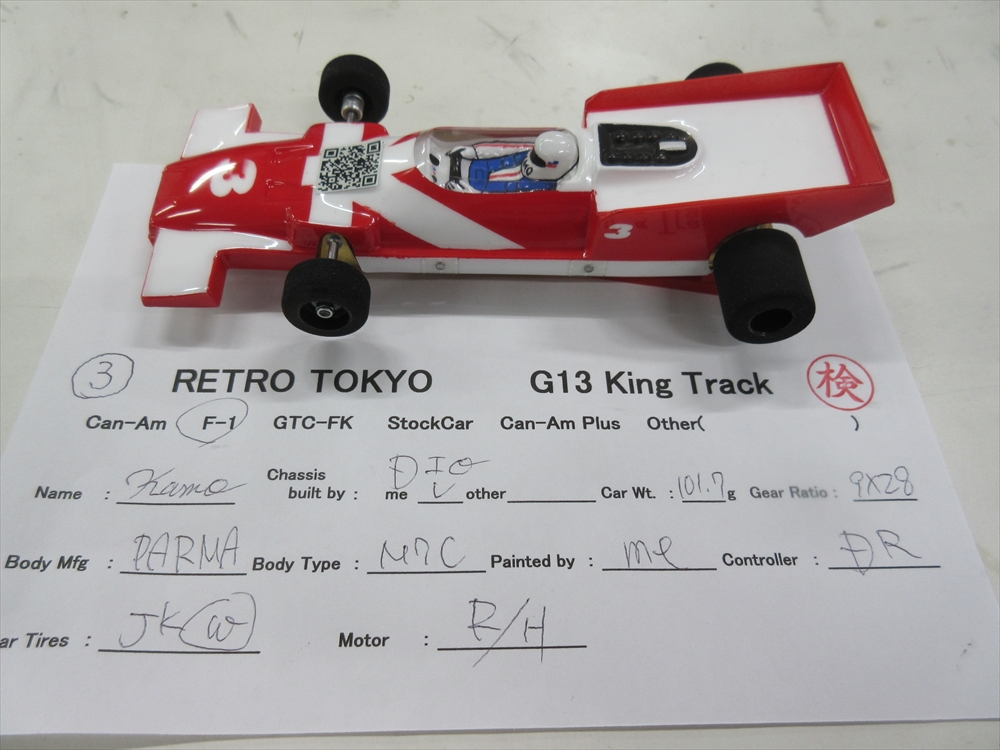 3
3
③ RETRO TOKYO G13 King Track 検
Can-Am F-1 GTC-FK StockCar Can-Am Plus Other( )
Name : Kamo Chassis built by : me ✓ DIO other Car Wt. : 101.7 g Gear Ratio : 9X28
Body Mfg : PARMA Body Type : M7C Painted by : me Controller : ĐR
ar Tires : JK Ⓦ Motor : R/H